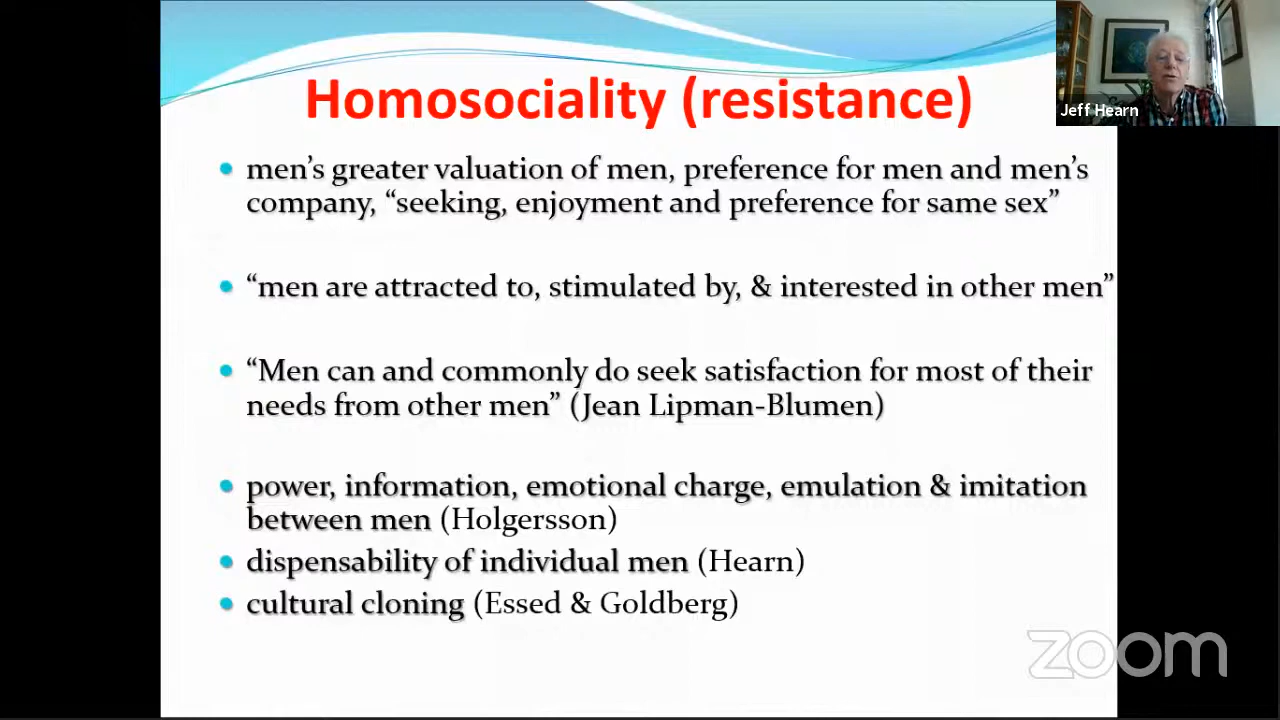 Homosociality (resistance)
Jeff Hearn
men’s greater valuation of men, preference for men and men’s
company, “seeking, enjoyment and preference for same sex”
“men are attracted to, stimulated by, & interested in other men”
“Men can and commonly do seek satisfaction for most of their
needs from other men” (Jean Lipman-Blumen)
power, information, emotional charge, emulation & imitation
between men (Holgersson)
dispensability of individual men (Hearn)
cultural cloning (Essed & Goldberg)
zoom